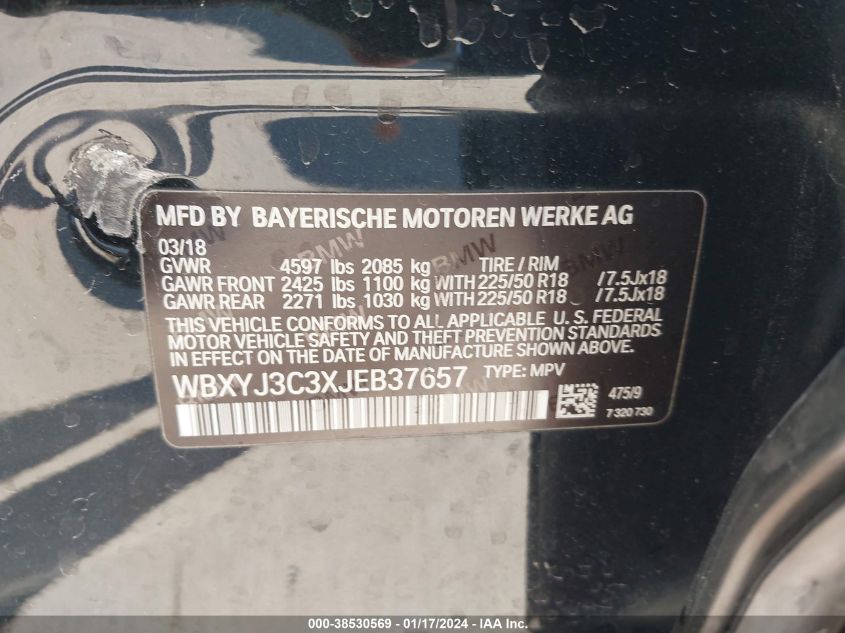 MFD BY BAYERISCHE MOTOREN WERKE AG
03/18
GVWR 4597 lbs 2085 kg TIRE / RIM
GAWR FRONT 2425 lbs 1100 kg WITH 225/50 R18 /7.5Jx18
GAWR REAR 2271 lbs 1030 kg WITH 225/50 R18 /7.5Jx18
THIS VEHICLE CONFORMS TO ALL APPLICABLE U. S. FEDERAL
MOTOR VEHICLE SAFETY AND THEFT PREVENTION STANDARDS
IN EFFECT ON THE DATE OF MANUFACTURE SHOWN ABOVE.
WBXYJ3C3XJEB37657 TYPE: MPV
475/9
7 320 730
000-38530569 - 01/17/2024 - IAA Inc.